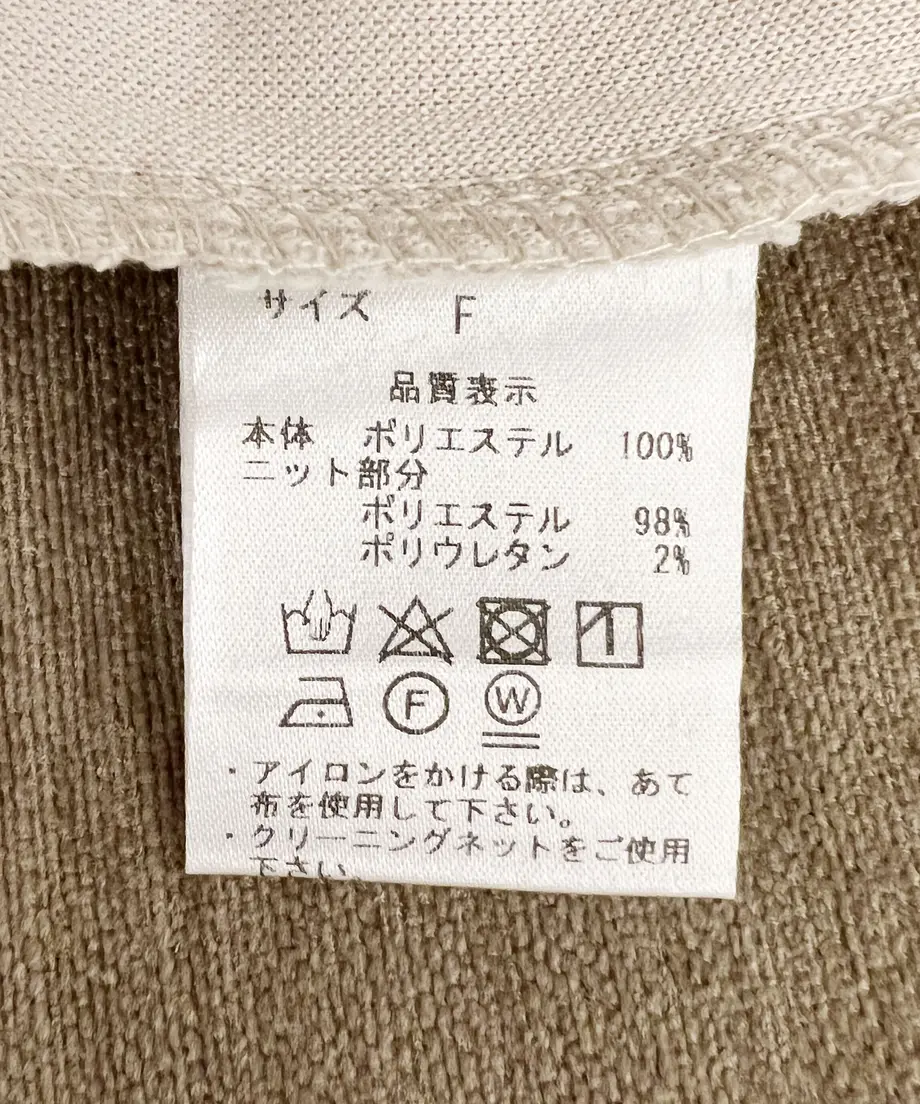 サイズ F
品質表示
本体 ポリエステル 100%
ニット部分
ポリエステル 98%
ポリウレタン 2%
F
W
・アイロンをかける際は、あて
布を使用して下さい。
・クリーニングネットをご使用
下さい。